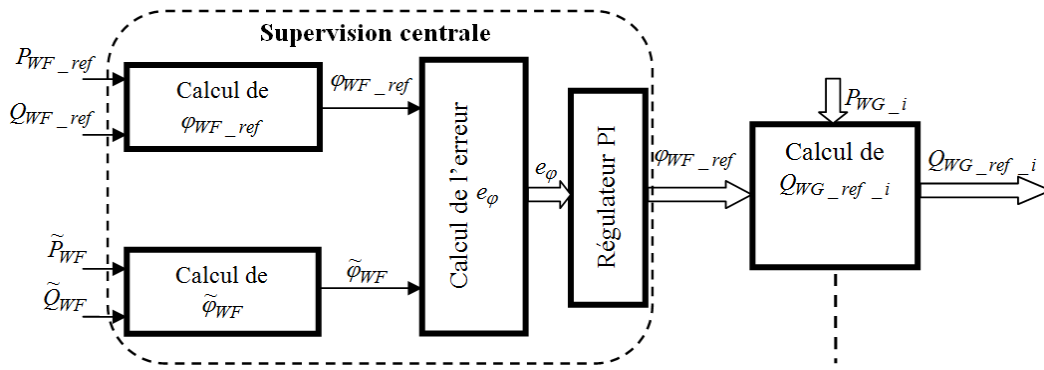 Supervision centrale
P_WF_ref
Q_WF_ref
Calcul de
φ_WF_ref
φ_WF_ref
P̃_WF
Q̃_WF
Calcul de
φ̃_WF
φ̃_WF
Calcul de l'erreur
e_φ
e_φ
Régulateur PI
φ_WF_ref
P_WG_i
Calcul de
Q_WG_ref_i
Q_WG_ref_i